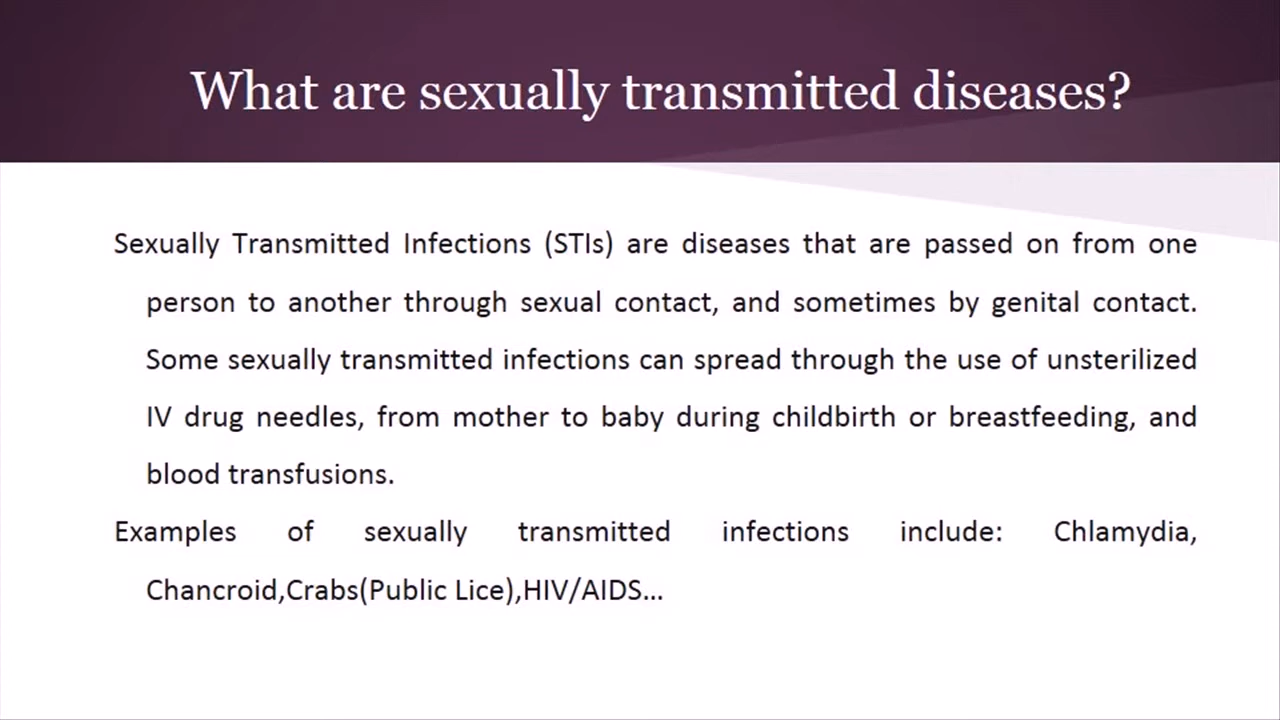 What are sexually transmitted diseases?
Sexually Transmitted Infections (STIs) are diseases that are passed on from one
person to another through sexual contact, and sometimes by genital contact.
Some sexually transmitted infections can spread through the use of unsterilized
IV drug needles, from mother to baby during childbirth or breastfeeding, and
blood transfusions.
Examples of sexually transmitted infections include: Chlamydia,
Chancroid,Crabs(Public Lice),HIV/AIDS...